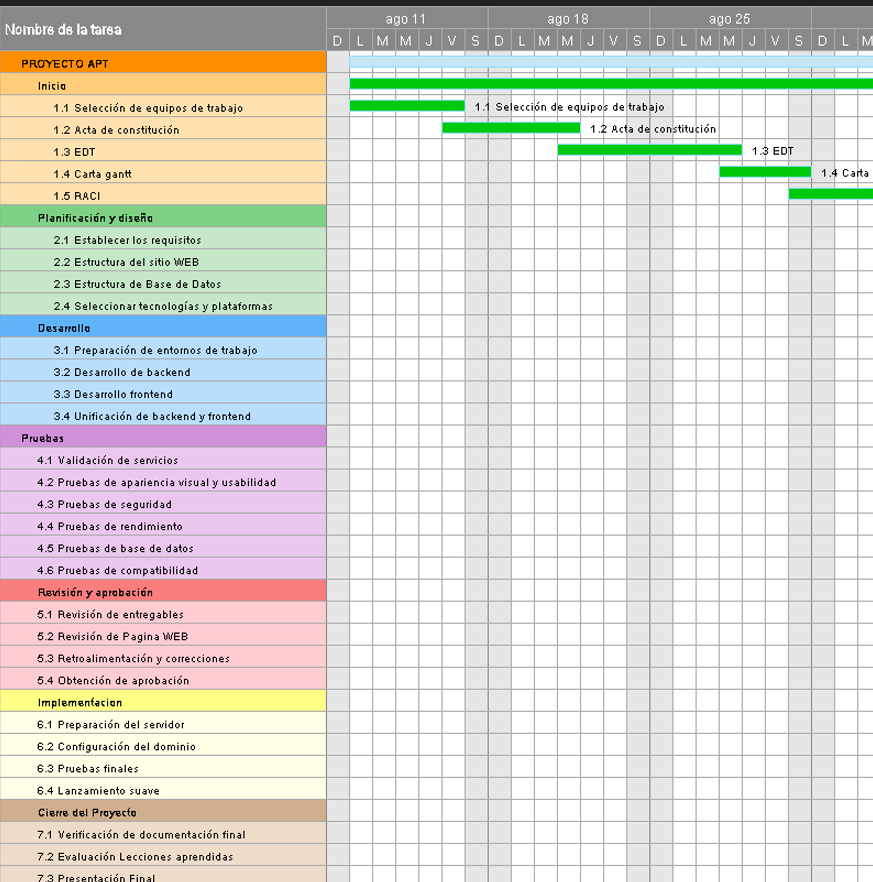 Nombre de la tarea
ago 11 ago 18 ago 25
D L M M J V S D L M M J V S D L M M J V S D L M
PROYECTO APT
Inicio
1.1 Selección de equipos de trabajo 1.1 Selección de equipos de trabajo
1.2 Acta de constitución 1.2 Acta de constitución
1.3 EDT 1.3 EDT
1.4 Carta gantt 1.4 Carta
1.5 RACI
Planificación y diseño
2.1 Establecer los requisitos
2.2 Estructura del sitio WEB
2.3 Estructura de Base de Datos
2.4 Seleccionar tecnologías y plataformas
Desarrollo
3.1 Preparación de entornos de trabajo
3.2 Desarrollo de backend
3.3 Desarrollo frontend
3.4 Unificación de backend y frontend
Pruebas
4.1 Validación de servicios
4.2 Pruebas de apariencia visual y usabilidad
4.3 Pruebas de seguridad
4.4 Pruebas de rendimiento
4.5 Pruebas de base de datos
4.6 Pruebas de compatibilidad
Revisión y aprobación
5.1 Revisión de entregables
5.2 Revisión de Pagina WEB
5.3 Retroalimentación y correcciones
5.4 Obtención de aprobación
Implementacion
6.1 Preparación del servidor
6.2 Configuración del dominio
6.3 Pruebas finales
6.4 Lanzamiento suave
Cierre del Proyecto
7.1 Verificación de documentación final
7.2 Evaluación Lecciones aprendidas
7.3 Presentación Final